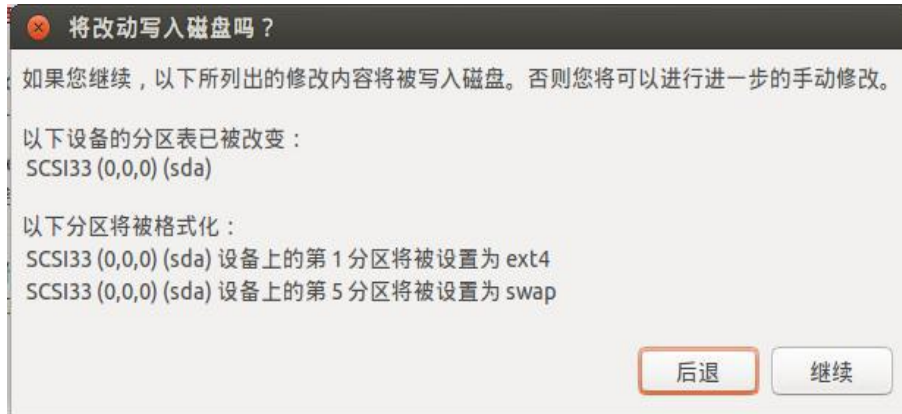 将改动写入磁盘吗？
如果您继续，以下所列出的修改内容将被写入磁盘。否则您将可以进行进一步的手动修改。
以下设备的分区表已被改变：
SCSI33 (0,0,0) (sda)
以下分区将被格式化：
SCSI33 (0,0,0) (sda) 设备上的第 1 分区将被设置为 ext4
SCSI33 (0,0,0) (sda) 设备上的第 5 分区将被设置为 swap
后退 继续